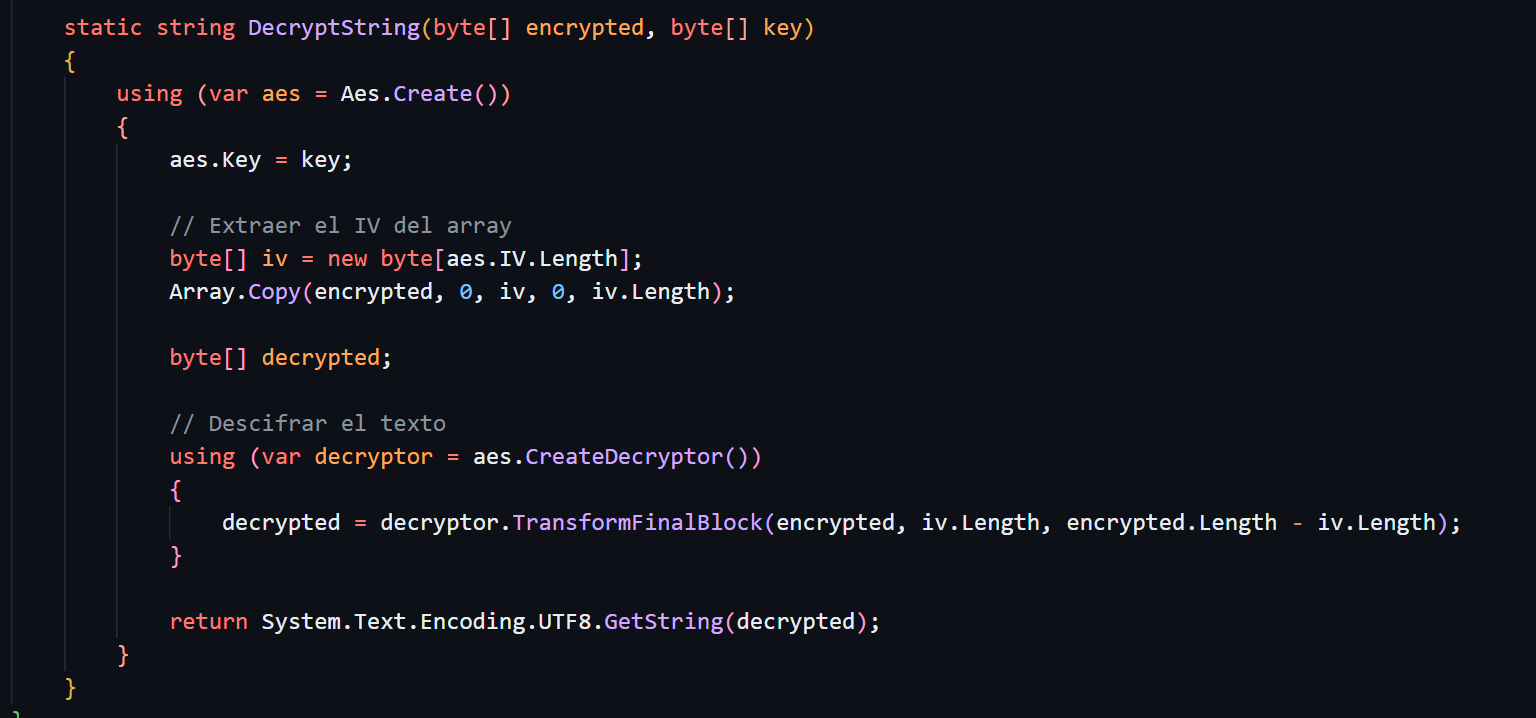 static string DecryptString(byte[] encrypted, byte[] key)
{
using (var aes = Aes.Create())
{
aes.Key = key;
// Extraer el IV del array
byte[] iv = new byte[aes.IV.Length];
Array.Copy(encrypted, 0, iv, 0, iv.Length);
byte[] decrypted;
// Descifrar el texto
using (var decryptor = aes.CreateDecryptor())
{
decrypted = decryptor.TransformFinalBlock(encrypted, iv.Length, encrypted.Length - iv.Length);
}
return System.Text.Encoding.UTF8.GetString(decrypted);
}
}
}